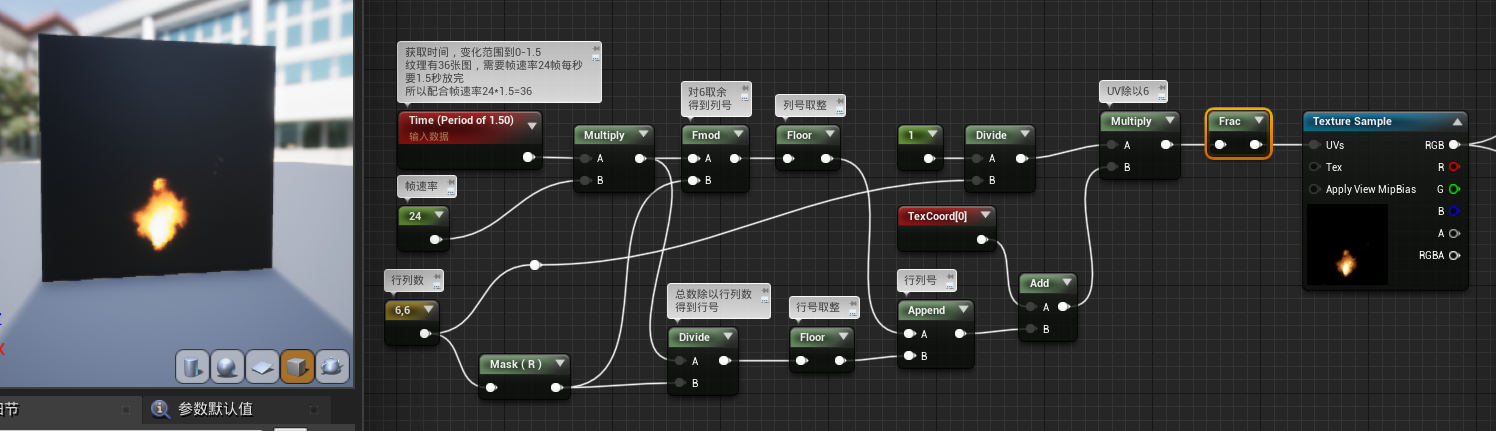 获取时间，变化范围到0-1.5
纹理有36张图，需要帧速率24帧每秒
要1.5秒放完
所以配合帧速率24*1.5=36
Time (Period of 1.50)
输入数据
帧速率
24
行列数
6,6
Mask ( R )
Multiply
A
B
对6取余
得到列号
Fmod
A
B
列号取整
Floor
总数除以行列数
得到行号
Divide
A
B
行号取整
Floor
1
Divide
A
B
TexCoord[0]
行列号
Append
A
B
Add
A
B
UV除以6
Multiply
A
B
Frac
Texture Sample
UVs
RGB
Tex
R
Apply View MipBias
G
B
A
RGBA
细节
参数默认值